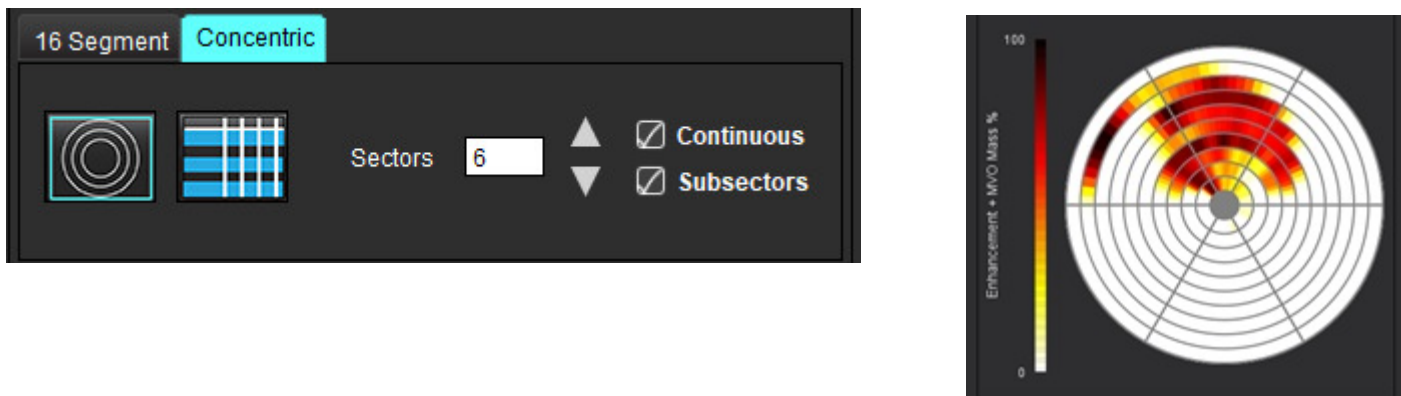 16 Segment Concentric
Sectors 6
Continuous
Subsectors
100
Enhancement + MVO Mass %
0